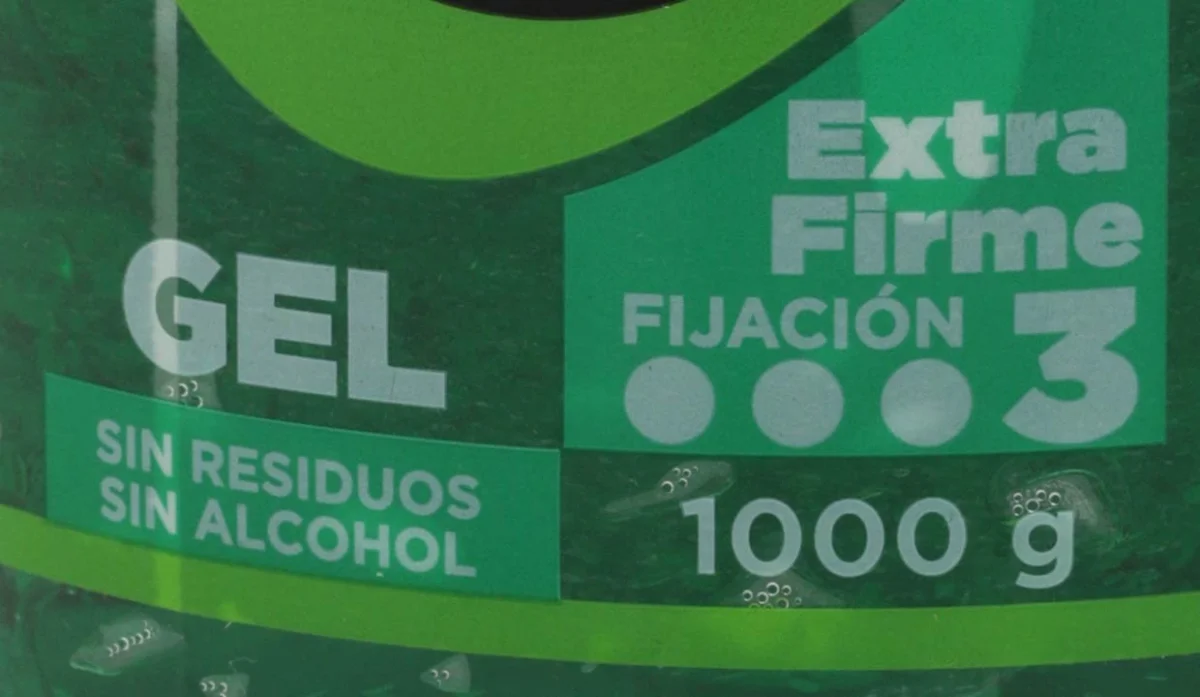 GEL
SIN RESIDUOS
SIN ALCOHOL
Extra
Firme
FIJACIÓN 3
1000 g